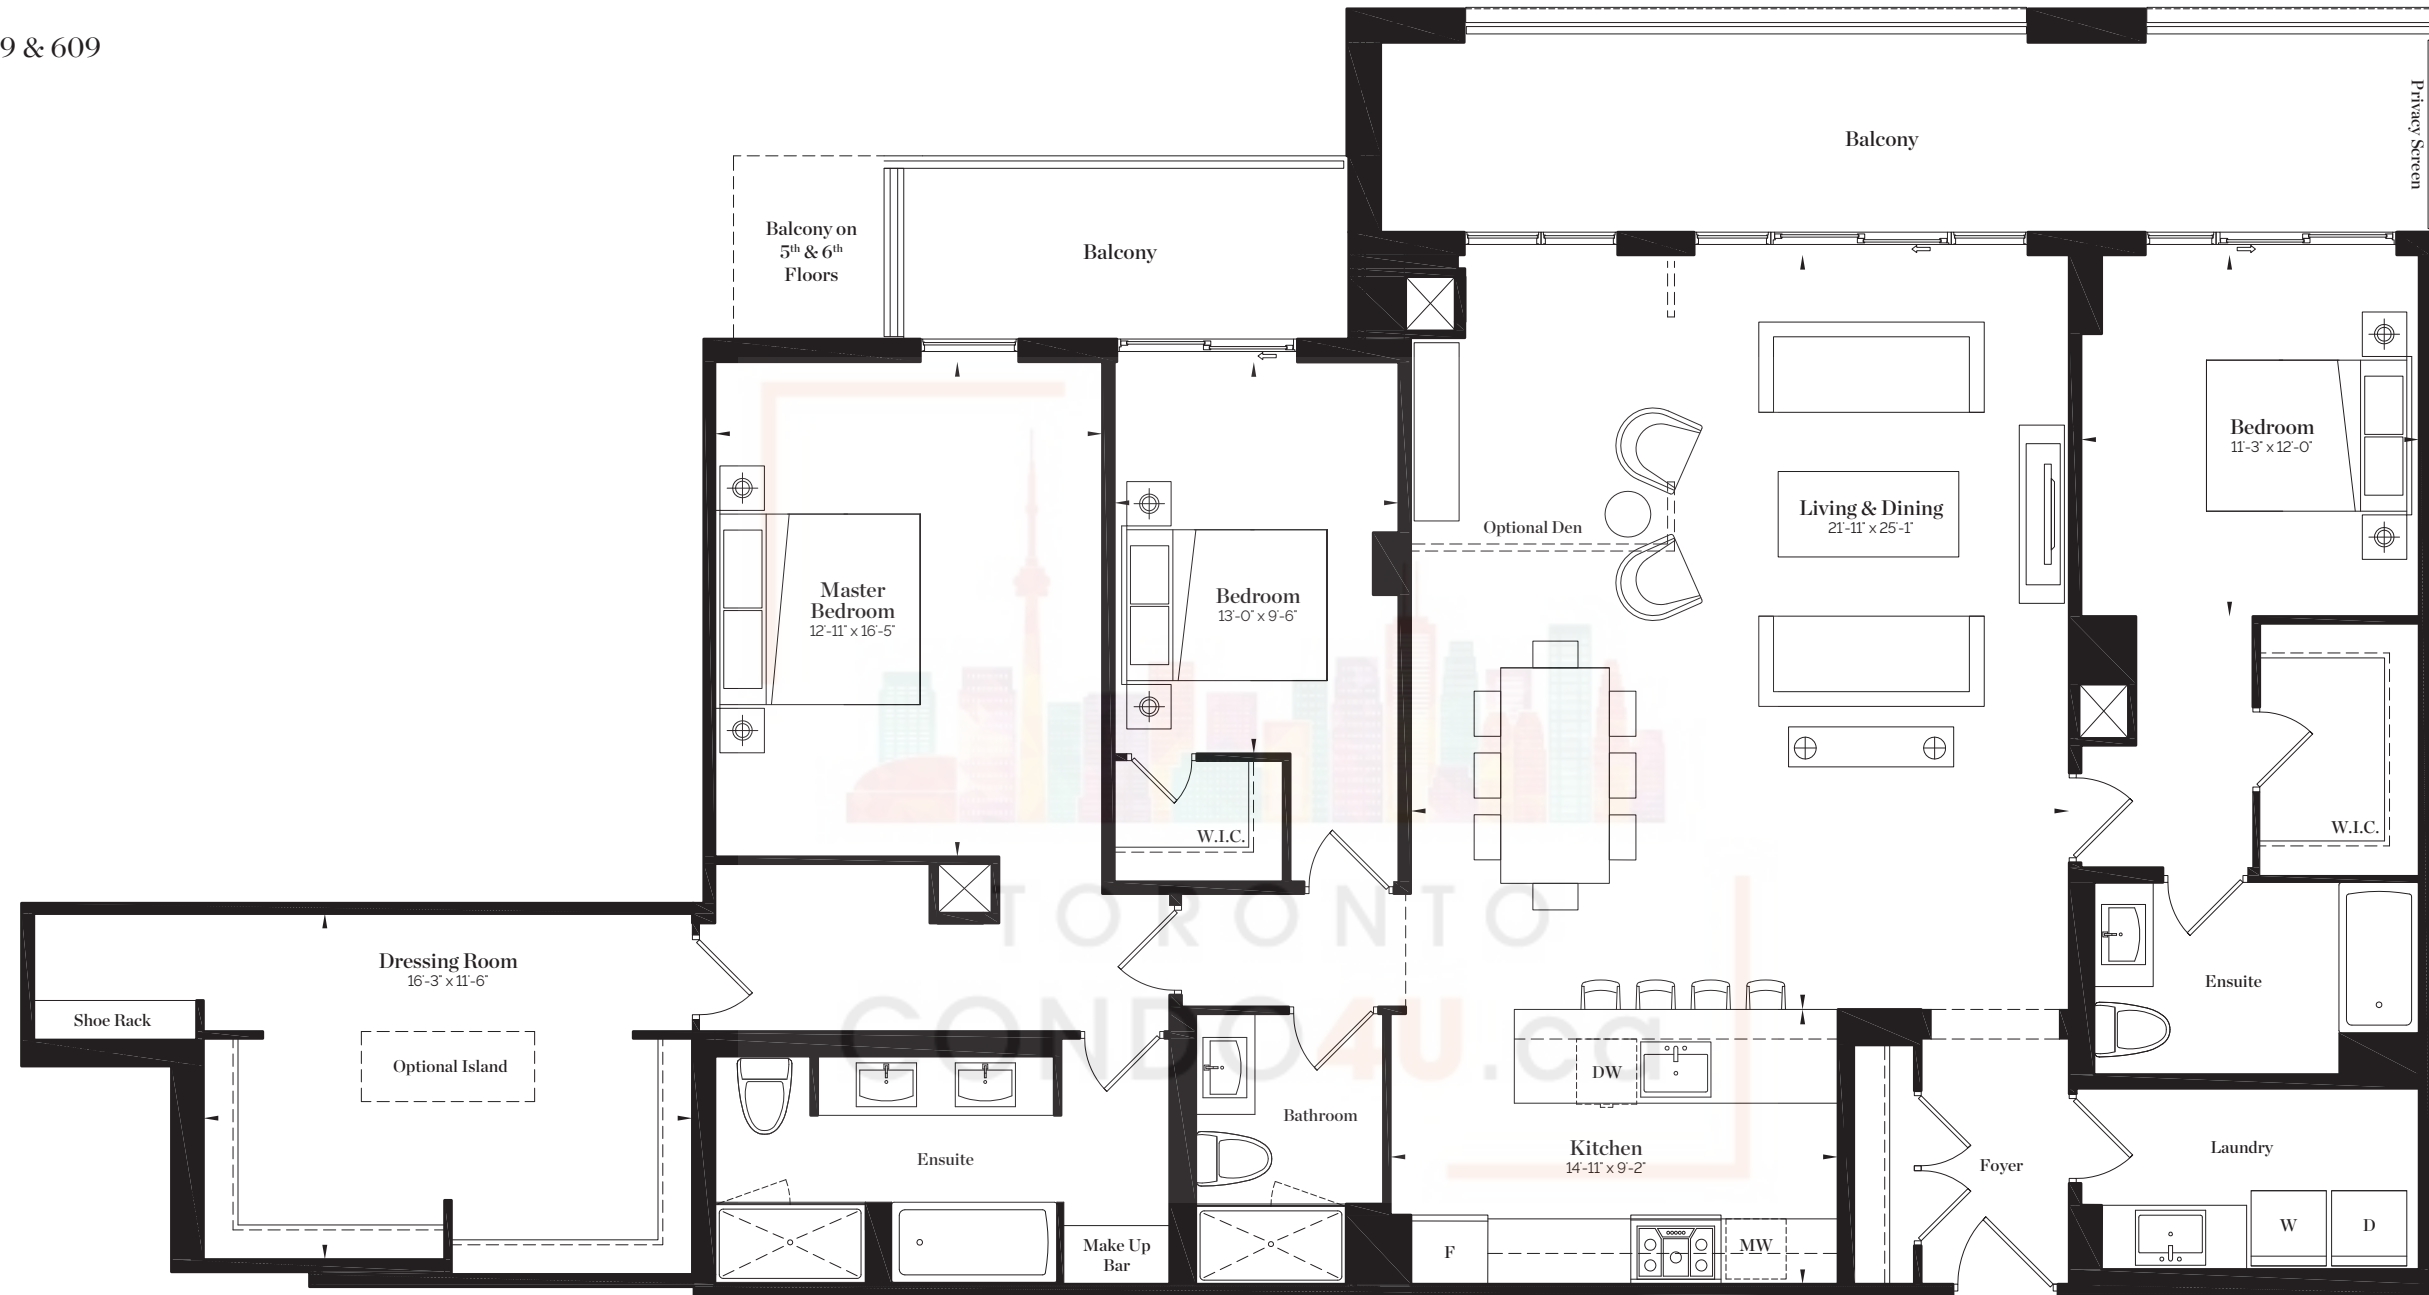 9 & 609
Privacy Screen
Balcony
Balcony on
5th & 6th
Floors
Balcony
Bedroom
11'-3" x 12'-0"
Living & Dining
21'-11" x 25'-1"
Optional Den
Master
Bedroom
12'-11" x 16'-5"
Bedroom
13'-0" x 9'-6"
W.I.C.
W.I.C.
TORONTO
CONDO4U.ca
Dressing Room
16'-3" x 11'-6"
Shoe Rack
Optional Island
Ensuite
DW
Bathroom
Kitchen
14'-11" x 9'-2"
Ensuite
Foyer
Laundry
Make Up
Bar
F
MW
W
D